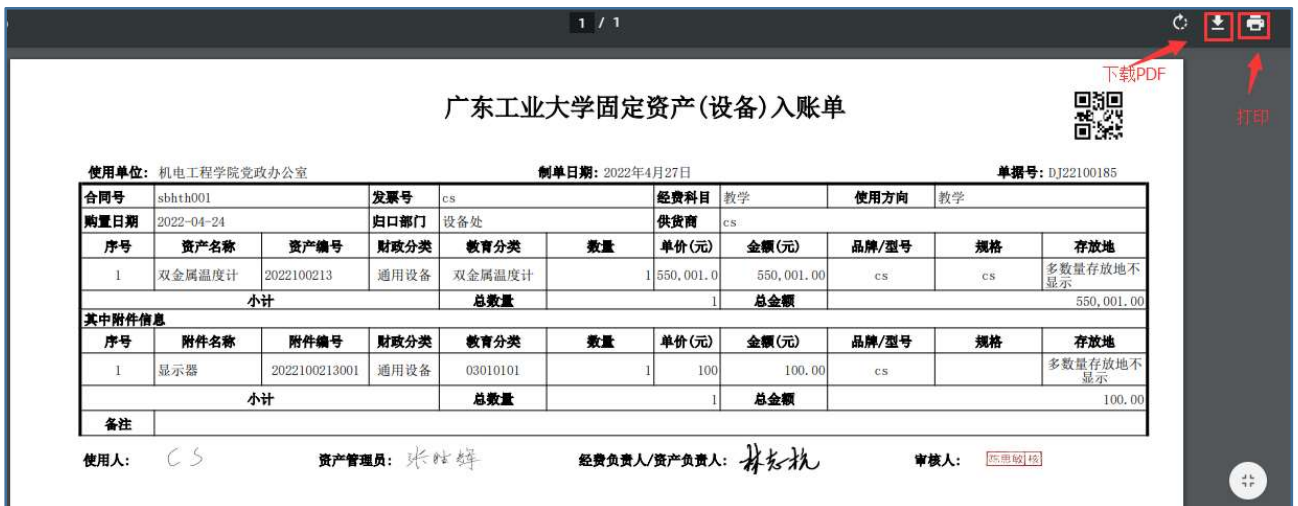 1 / 1
下载PDF
打印
广东工业大学固定资产(设备)入账单
使用单位： 机电工程学院党政办公室 制单日期： 2022年4月27日 单据号： DJ22100185
合同号 sbhth001 发票号 cs 经费科目 教学 使用方向 教学
购置日期 2022-04-24 归口部门 设备处 供货商 cs
序号 资产名称 资产编号 财政分类 教育分类 数量 单价(元) 金额(元) 品牌/型号 规格 存放地
1 双金属温度计 2022100213 通用设备 双金属温度计 1 550,001.0 550,001.00 cs cs 多数量存放地不
显示
小计 总数量 1 总金额 550,001.00
其中附件信息
序号 附件名称 附件编号 财政分类 教育分类 数量 单价(元) 金额(元) 品牌/型号 规格 存放地
1 显示器 2022100213001 通用设备 03010101 1 100 100.00 cs 多数量存放地不
显示
小计 总数量 1 总金额 100.00
备注
使用人： CS 资产管理员： 经费负责人/资产负责人： 审核人：